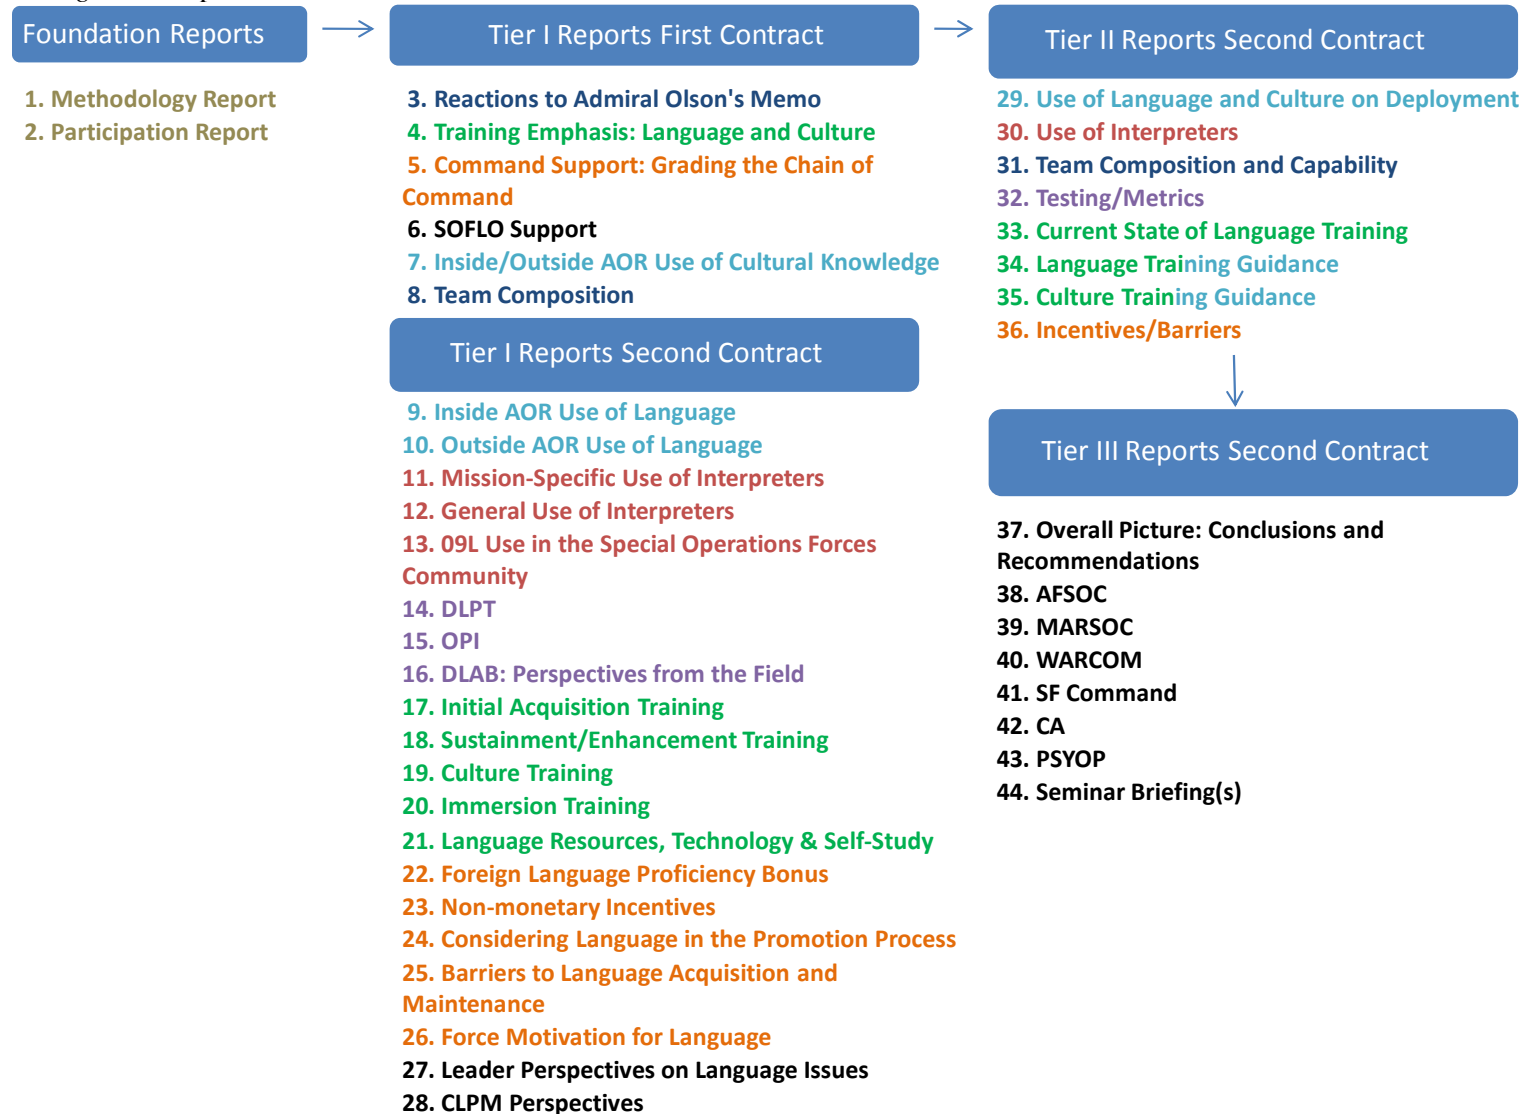 Foundation Reports
1. Methodology Report
2. Participation Report
Tier I Reports First Contract
3. Reactions to Admiral Olson's Memo
4. Training Emphasis: Language and Culture
5. Command Support: Grading the Chain of
Command
6. SOFLO Support
7. Inside/Outside AOR Use of Cultural Knowledge
8. Team Composition
Tier I Reports Second Contract
9. Inside AOR Use of Language
10. Outside AOR Use of Language
11. Mission-Specific Use of Interpreters
12. General Use of Interpreters
13. 09L Use in the Special Operations Forces
Community
14. DLPT
15. OPI
16. DLAB: Perspectives from the Field
17. Initial Acquisition Training
18. Sustainment/Enhancement Training
19. Culture Training
20. Immersion Training
21. Language Resources, Technology & Self-Study
22. Foreign Language Proficiency Bonus
23. Non-monetary Incentives
24. Considering Language in the Promotion Process
25. Barriers to Language Acquisition and
Maintenance
26. Force Motivation for Language
27. Leader Perspectives on Language Issues
28. CLPM Perspectives
Tier II Reports Second Contract
29. Use of Language and Culture on Deployment
30. Use of Interpreters
31. Team Composition and Capability
32. Testing/Metrics
33. Current State of Language Training
34. Language Training Guidance
35. Culture Training Guidance
36. Incentives/Barriers
Tier III Reports Second Contract
37. Overall Picture: Conclusions and
Recommendations
38. AFSOC
39. MARSOC
40. WARCOM
41. SF Command
42. CA
43. PSYOP
44. Seminar Briefing(s)